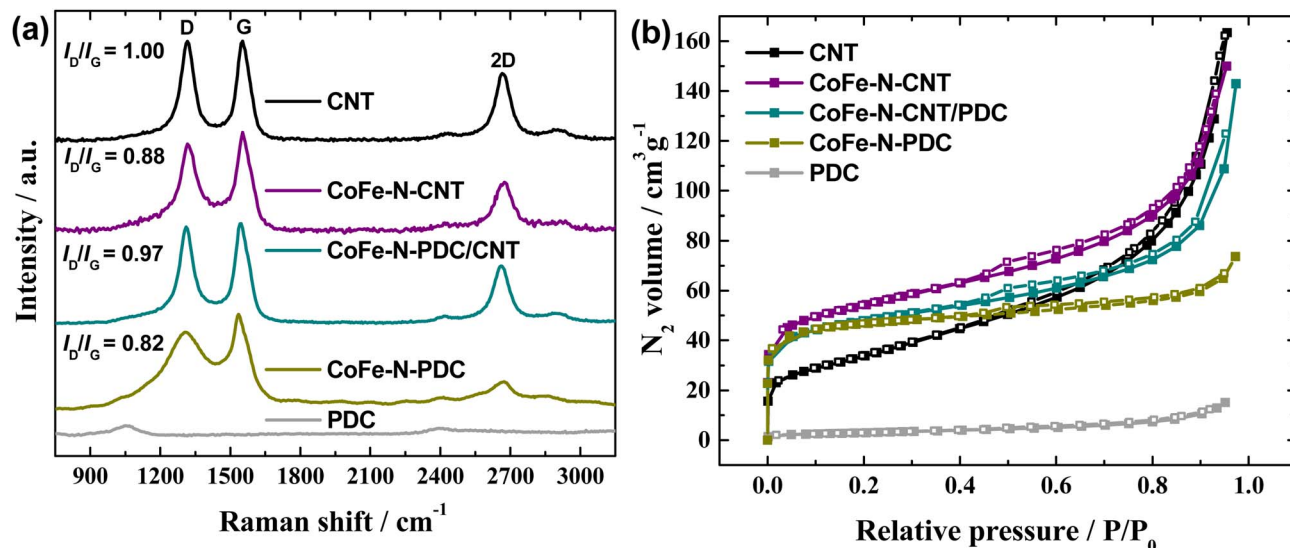 (a)
D
G
I_D/I_G = 1.00
2D
CNT
I_D/I_G = 0.88
CoFe-N-CNT
I_D/I_G = 0.97
CoFe-N-PDC/CNT
I_D/I_G = 0.82
CoFe-N-PDC
PDC
Intensity / a.u.
900 1200 1500 1800 2100 2400 2700 3000
Raman shift / cm⁻¹
(b)
CNT
CoFe-N-CNT
CoFe-N-CNT/PDC
CoFe-N-PDC
PDC
N₂ volume / cm³g⁻¹
160
140
120
100
80
60
40
20
0
0.0 0.2 0.4 0.6 0.8 1.0
Relative pressure / P/P₀